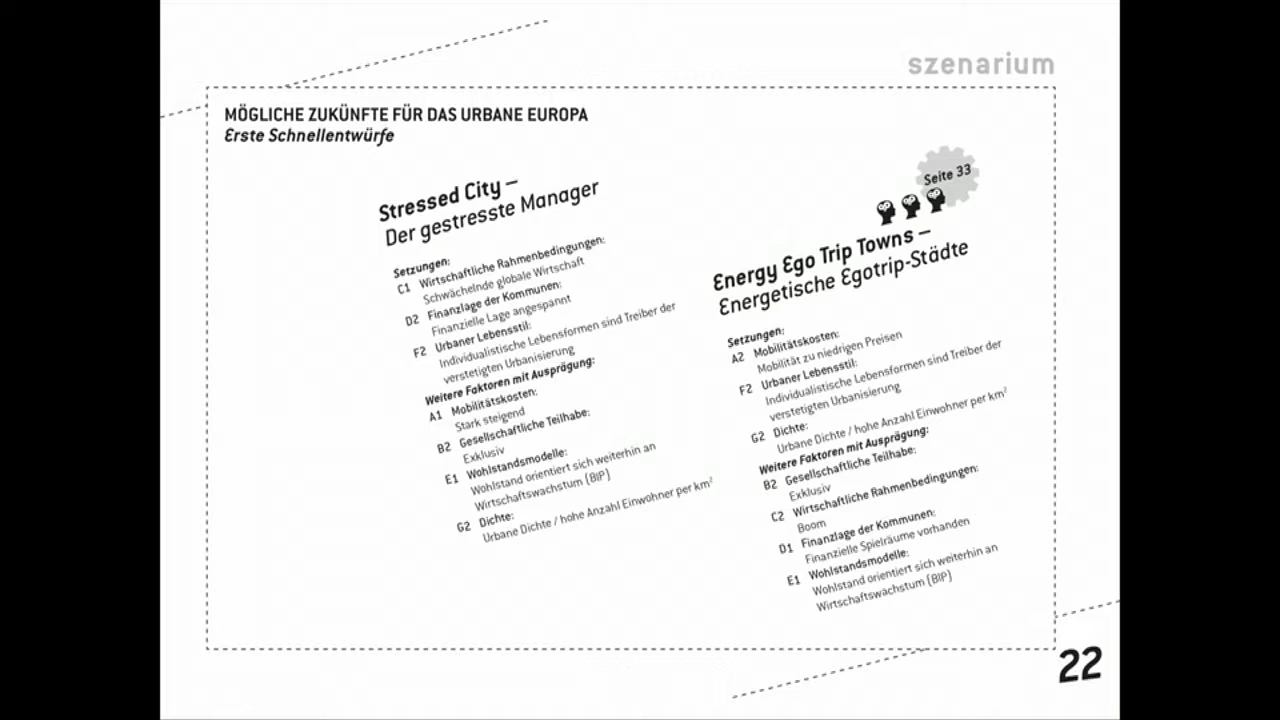 szenarium
MÖGLICHE ZUKÜNFTE FÜR DAS URBANE EUROPA
Erste Schnellentwürfe
Stressed City –
Der gestresste Manager
Setzungen:
C1 Wirtschaftliche Rahmenbedingungen:
Schwächelnde globale Wirtschaft
D2 Finanzlage der Kommunen:
Finanzielle Lage angespannt
F2 Urbaner Lebensstil:
Individualistische Lebensformen sind Treiber der
verstetigten Urbanisierung
Weitere Faktoren mit Ausprägung:
A1 Mobilitätskosten:
Stark steigend
B2 Gesellschaftliche Teilhabe:
Exklusiv
E1 Wohlstandsmodelle:
Wohlstand orientiert sich weiterhin an
Wirtschaftswachstum (BIP)
G2 Dichte:
Urbane Dichte / hohe Anzahl Einwohner per km²
Seite 33
Energy Ego Trip Towns –
Energetische Egotrip-Städte
Setzungen:
A2 Mobilitätskosten:
Mobilität zu niedrigen Preisen
F2 Urbaner Lebensstil:
Individualistische Lebensformen sind Treiber der
verstetigten Urbanisierung
G2 Dichte:
Urbane Dichte / hohe Anzahl Einwohner per km²
Weitere Faktoren mit Ausprägung:
B2 Gesellschaftliche Teilhabe:
Exklusiv
C2 Wirtschaftliche Rahmenbedingungen:
Boom
D1 Finanzlage der Kommunen:
Finanzielle Spielräume vorhanden
E1 Wohlstandsmodelle:
Wohlstand orientiert sich weiterhin an
Wirtschaftswachstum (BIP)
22